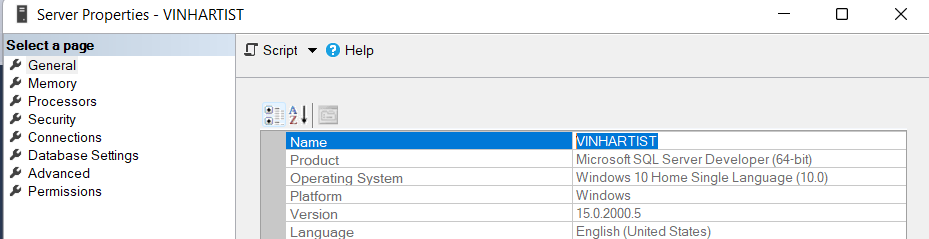 Server Properties - VINHARTIST
Select a page
General
Memory
Processors
Security
Connections
Database Settings
Advanced
Permissions
Script Help
Name VINHARTIST
Product Microsoft SQL Server Developer (64-bit)
Operating System Windows 10 Home Single Language (10.0)
Platform Windows
Version 15.0.2000.5
Language English (United States)